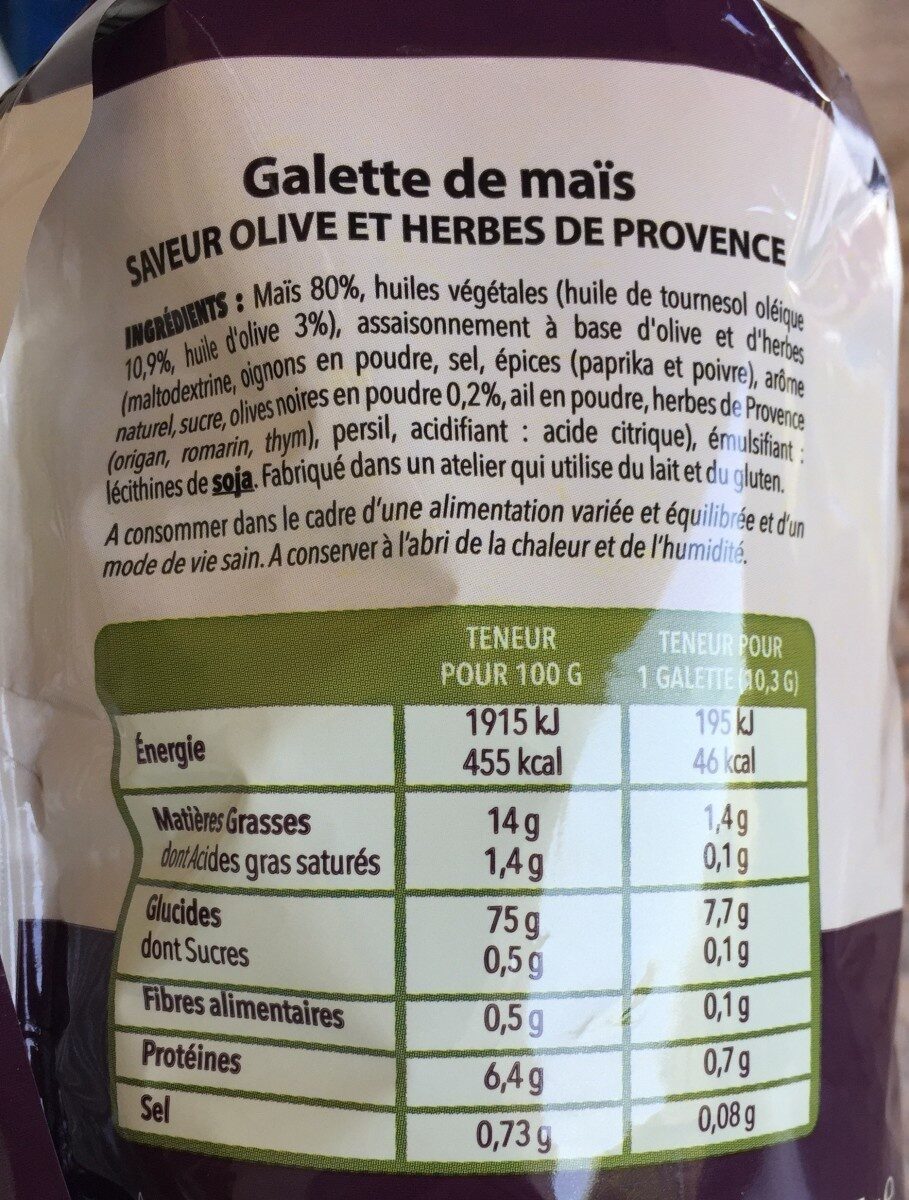 Galette de maïs
SAVEUR OLIVE ET HERBES DE PROVENCE
INGRÉDIENTS : Maïs 80%, huiles végétales (huile de tournesol oléique
10,9%, huile d'olive 3%), assaisonnement à base d'olive et d'herbes
(maltodextrine, oignons en poudre, sel, épices (paprika et poivre), arôme
naturel, sucre, olives noires en poudre 0,2%, ail en poudre, herbes de Provence
(origan, romarin, thym), persil, acidifiant : acide citrique), émulsifiant :
lécithines de soja. Fabriqué dans un atelier qui utilise du lait et du gluten.
A consommer dans le cadre d'une alimentation variée et équilibrée et d'un
mode de vie sain. A conserver à l'abri de la chaleur et de l'humidité.
TENEUR POUR 100 G TENEUR POUR 1 GALETTE (10,3 G)
Énergie 1915 kJ 195 kJ
455 kcal 46 kcal
Matières Grasses 14 g 1,4 g
dont Acides gras saturés 1,4 g 0,1 g
Glucides 75 g 7,7 g
dont Sucres 0,5 g 0,1 g
Fibres alimentaires 0,5 g 0,1 g
Protéines 6,4 g 0,7 g
Sel 0,73 g 0,08 g